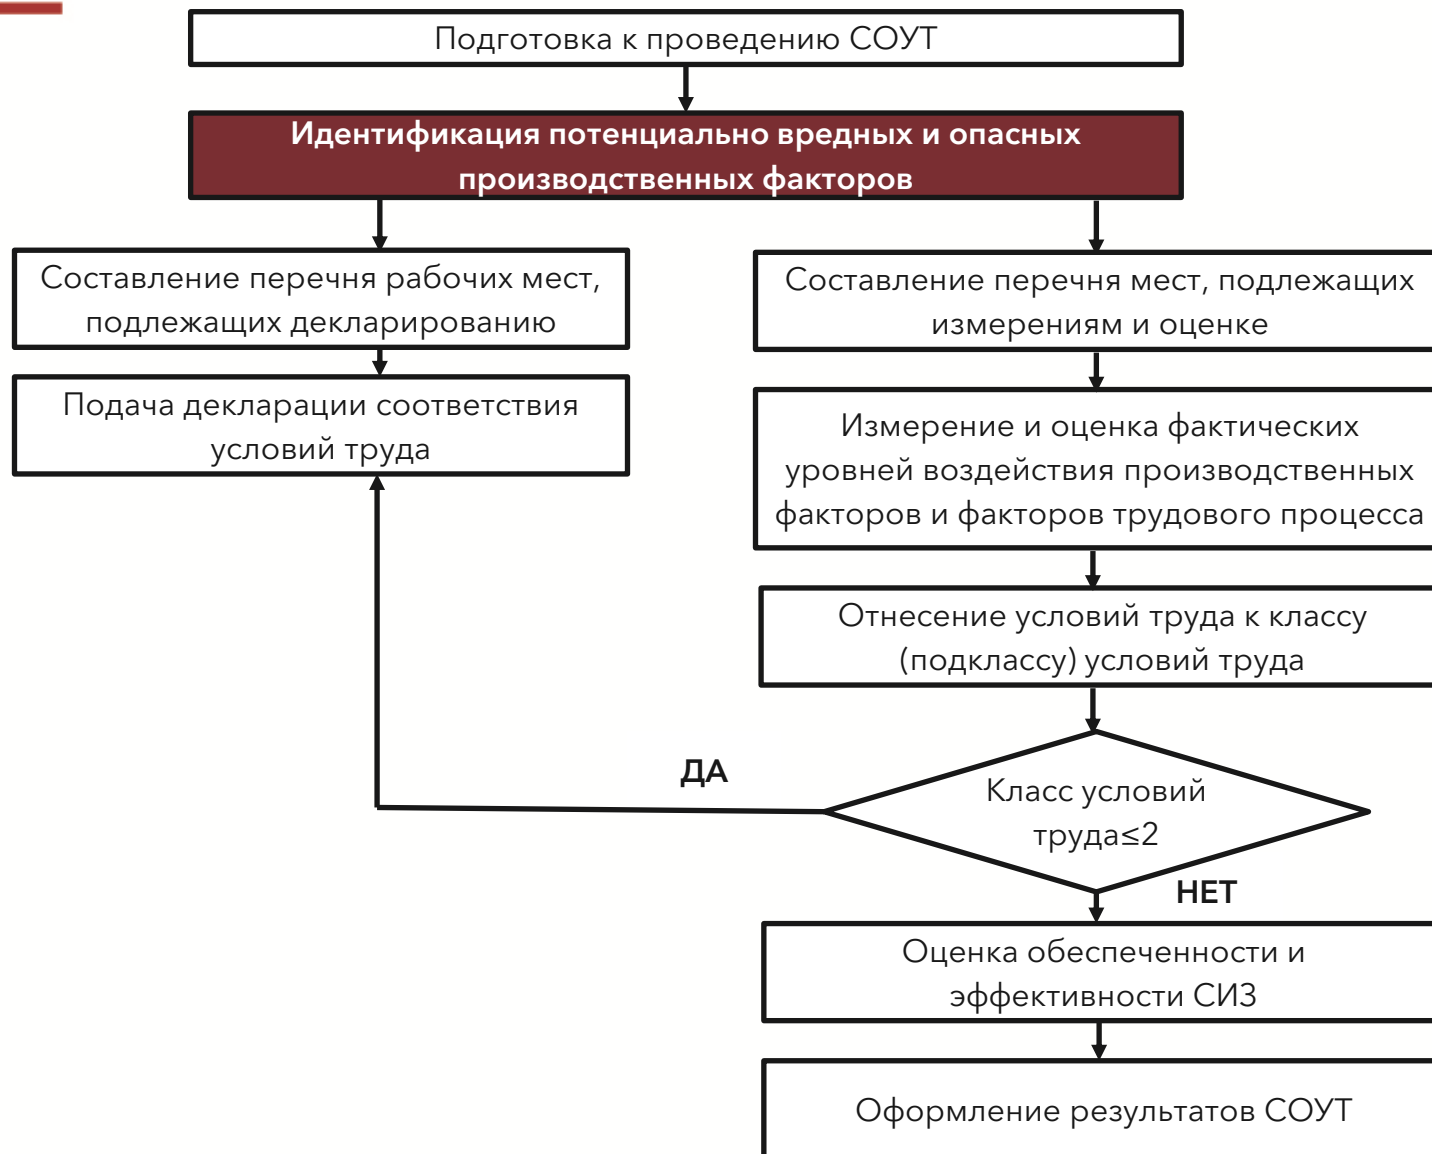 Подготовка к проведению СОУТ
Идентификация потенциально вредных и опасных
производственных факторов
Составление перечня рабочих мест,
подлежащих декларированию
Подача декларации соответствия
условий труда
Составление перечня мест, подлежащих
измерениям и оценке
Измерение и оценка фактических
уровней воздействия производственных
факторов и факторов трудового процесса
Отнесение условий труда к классу
(подклассу) условий труда
ДА
Класс условий
труда≤2
НЕТ
Оценка обеспеченности и
эффективности СИЗ
Оформление результатов СОУТ